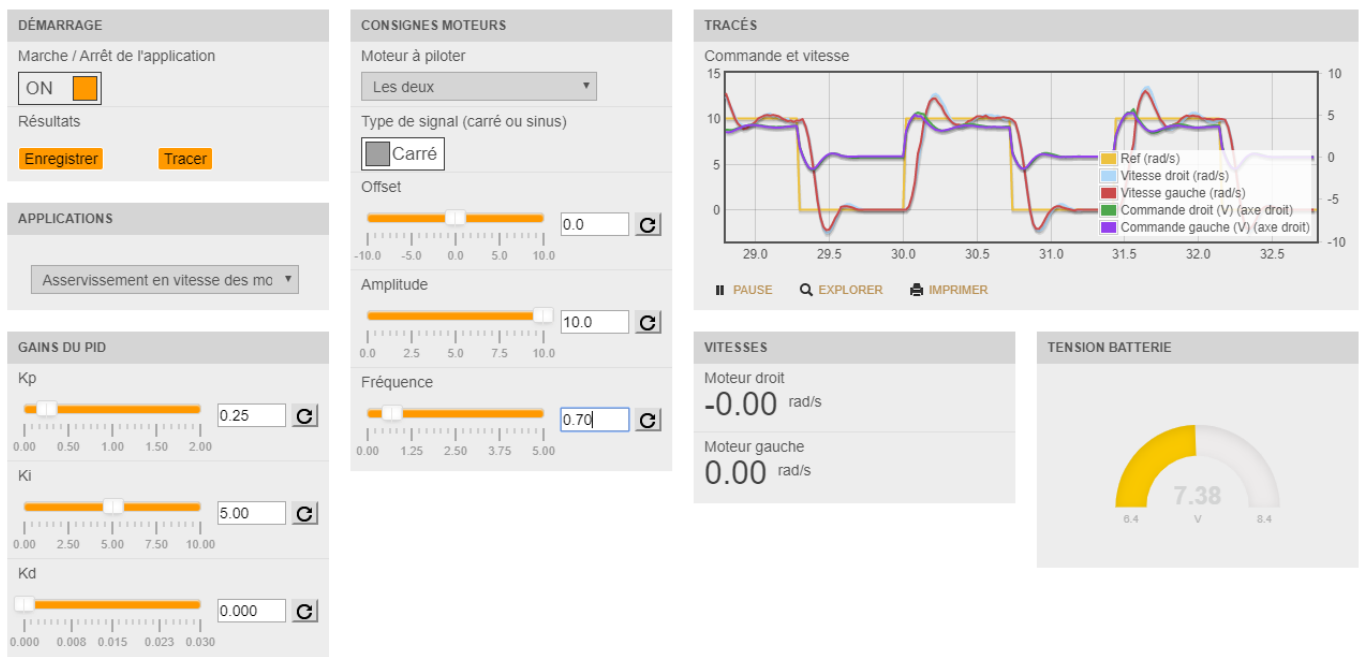 DÉMARRAGE
Marche / Arrêt de l'application
ON
Résultats
Enregistrer
Tracer
APPLICATIONS
Asservissement en vitesse des mo
GAINS DU PID
Kp
0.25
0.00 0.50 1.00 1.50 2.00
Ki
5.00
0.00 2.50 5.00 7.50 10.00
Kd
0.000
0.000 0.008 0.015 0.023 0.030
CONSIGNES MOTEURS
Moteur à piloter
Les deux
Type de signal (carré ou sinus)
Carré
Offset
0.0
-10.0 -5.0 0.0 5.0 10.0
Amplitude
10.0
0.0 2.5 5.0 7.5 10.0
Fréquence
0.70
0.00 1.25 2.50 3.75 5.00
TRACÉS
Commande et vitesse
15
10
5
0
10
5
0
-5
-10
Ref (rad/s)
Vitesse droit (rad/s)
Vitesse gauche (rad/s)
Commande droit (V) (axe droit)
Commande gauche (V) (axe droit)
29.0 29.5 30.0 30.5 31.0 31.5 32.0 32.5
PAUSE
EXPLORER
IMPRIMER
VITESSES
Moteur droit
-0.00 rad/s
Moteur gauche
0.00 rad/s
TENSION BATTERIE
7.38
6.4 V 8.4